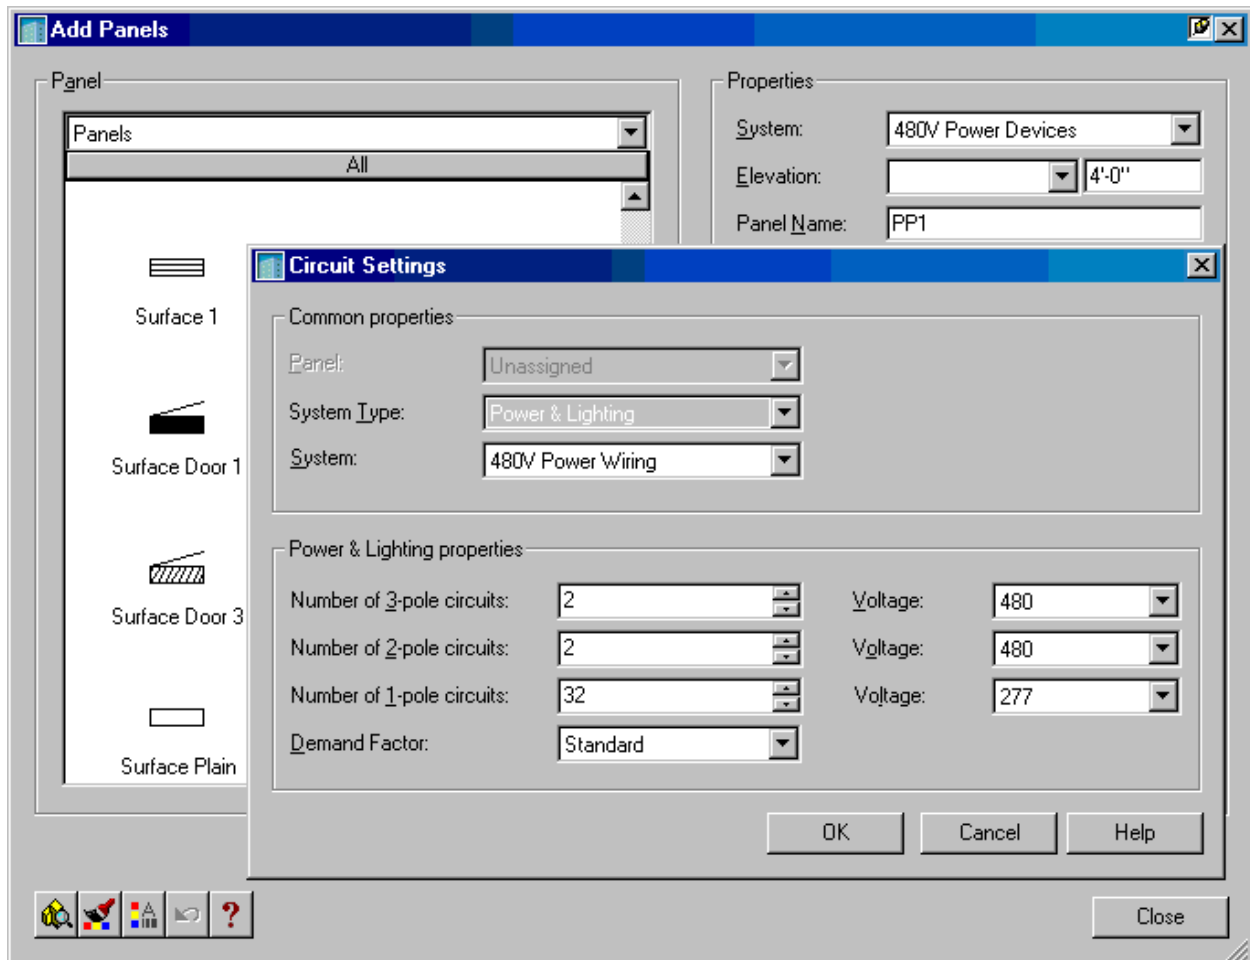 Add Panels
Panel
Panels
All
Surface 1
Surface Door 1
Surface Door 3
Surface Plain
Properties
System: 480V Power Devices
Elevation: 4'-0"
Panel Name: PP1
Circuit Settings
Common properties
Panel: Unassigned
System Type: Power & Lighting
System: 480V Power Wiring
Power & Lighting properties
Number of 3-pole circuits: 2 Voltage: 480
Number of 2-pole circuits: 2 Voltage: 480
Number of 1-pole circuits: 32 Voltage: 277
Demand Factor: Standard
OK Cancel Help
Close